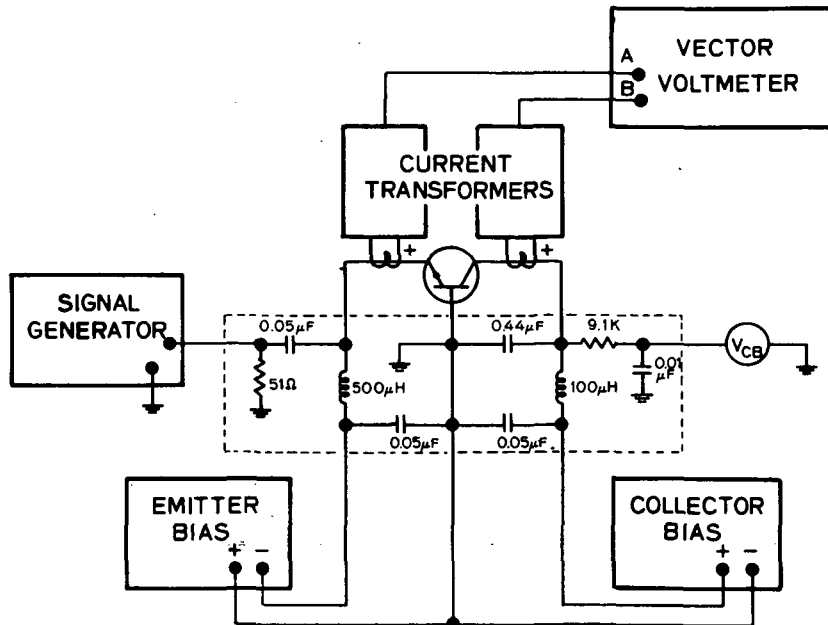 VECTOR
VOLTMETER
A
B
CURRENT
TRANSFORMERS
+
+
SIGNAL
GENERATOR
0.05μF
0.44μF
9.1K
VCB
51Ω
500μH
100μH
0.01
μF
0.05μF
0.05μF
EMITTER
BIAS
+ −
COLLECTOR
BIAS
+ −